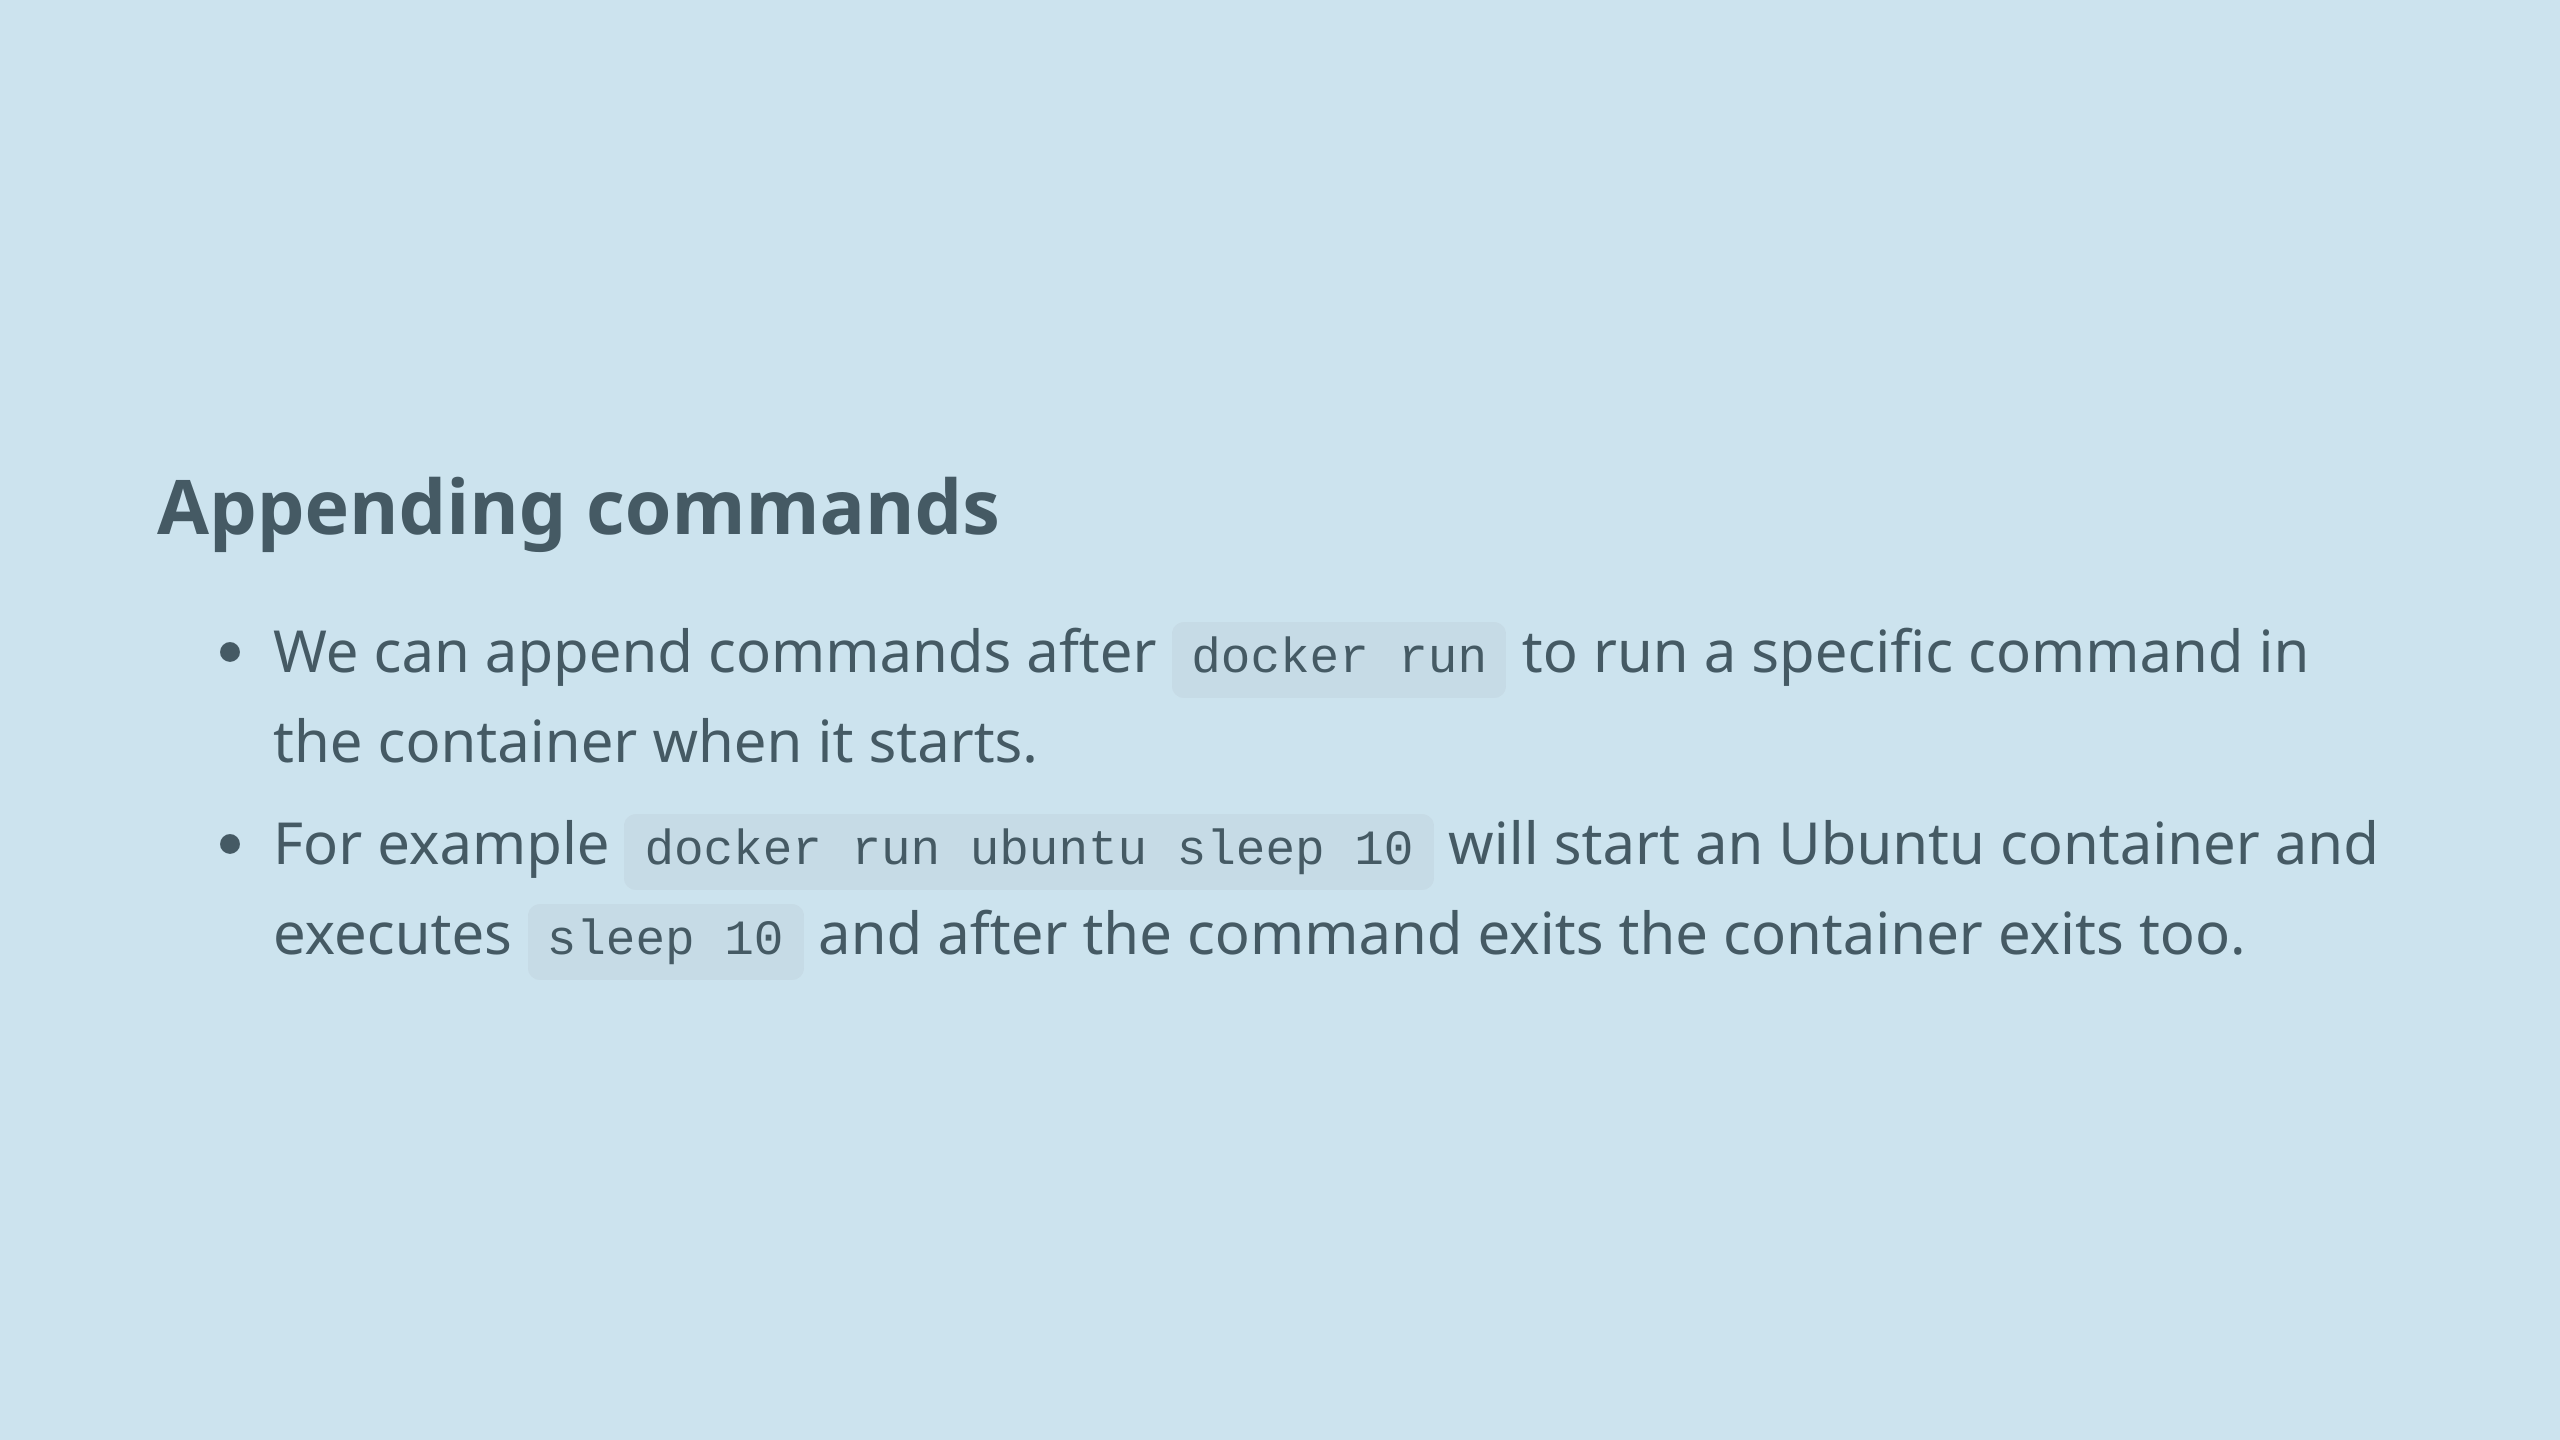 Appending commands
We can append commands after docker run to run a specific command in
the container when it starts.
For example docker run ubuntu sleep 10 will start an Ubuntu container and
executes sleep 10 and after the command exits the container exits too.